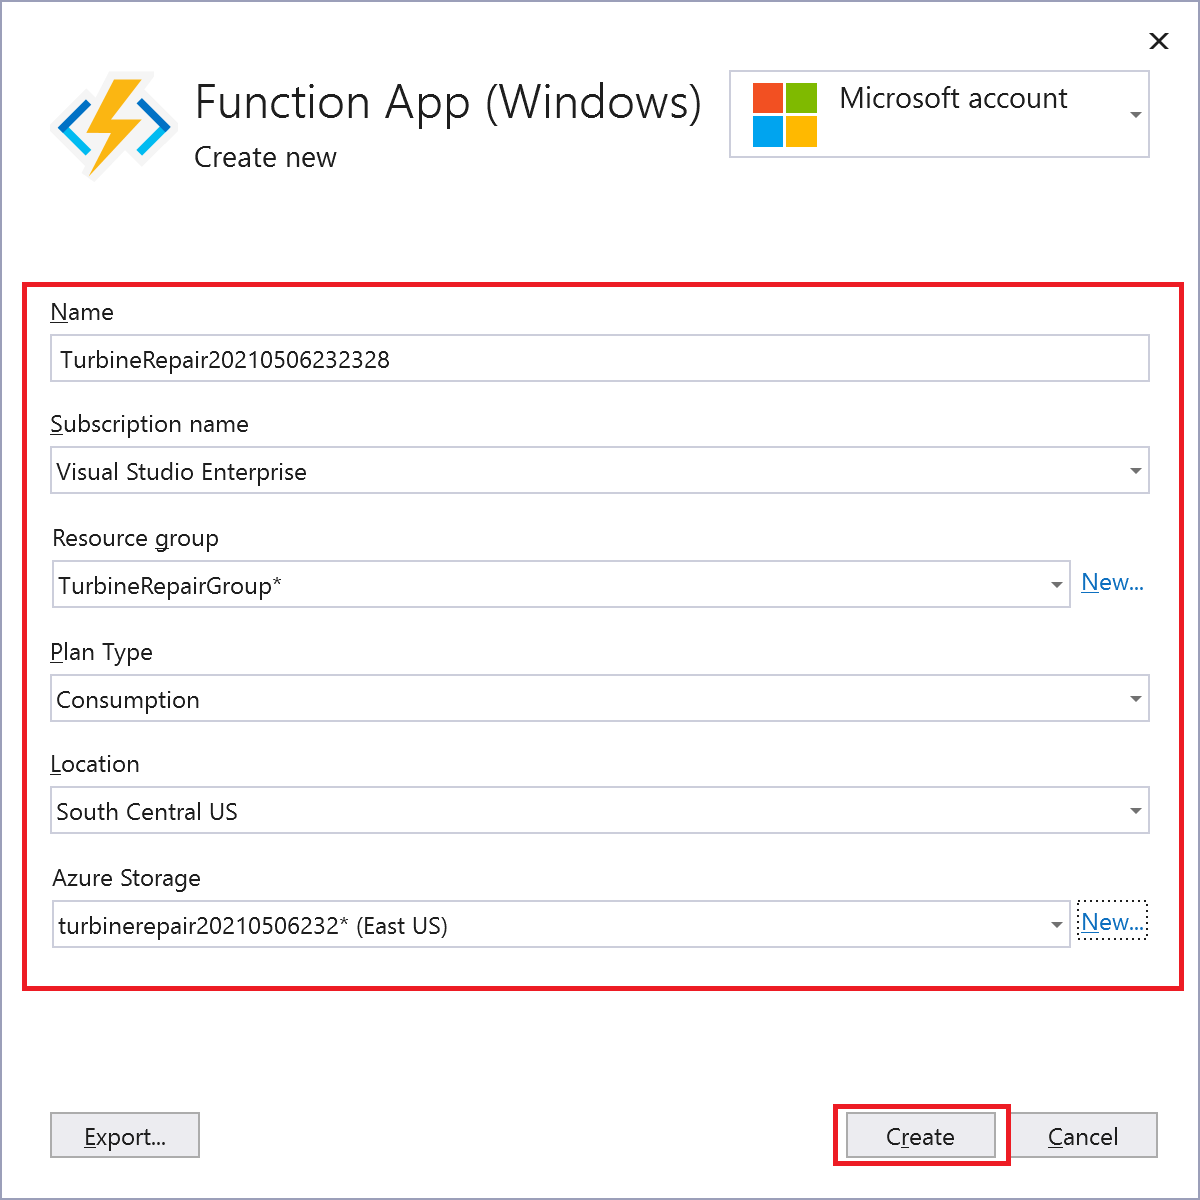 Function App (Windows)
Create new
Microsoft account
Name
TurbineRepair20210506232328
Subscription name
Visual Studio Enterprise
Resource group
TurbineRepairGroup*
New...
Plan Type
Consumption
Location
South Central US
Azure Storage
turbinerepair20210506232* (East US)
New...
Export...
Create
Cancel